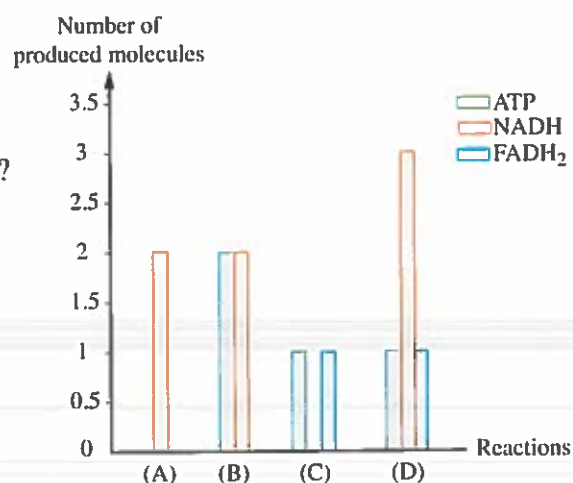 Number of
produced molecules
3.5
3
2.5
2
1.5
1
0.5
0
?
ATP
NADH
FADH₂
Reactions
(A) (B) (C) (D)